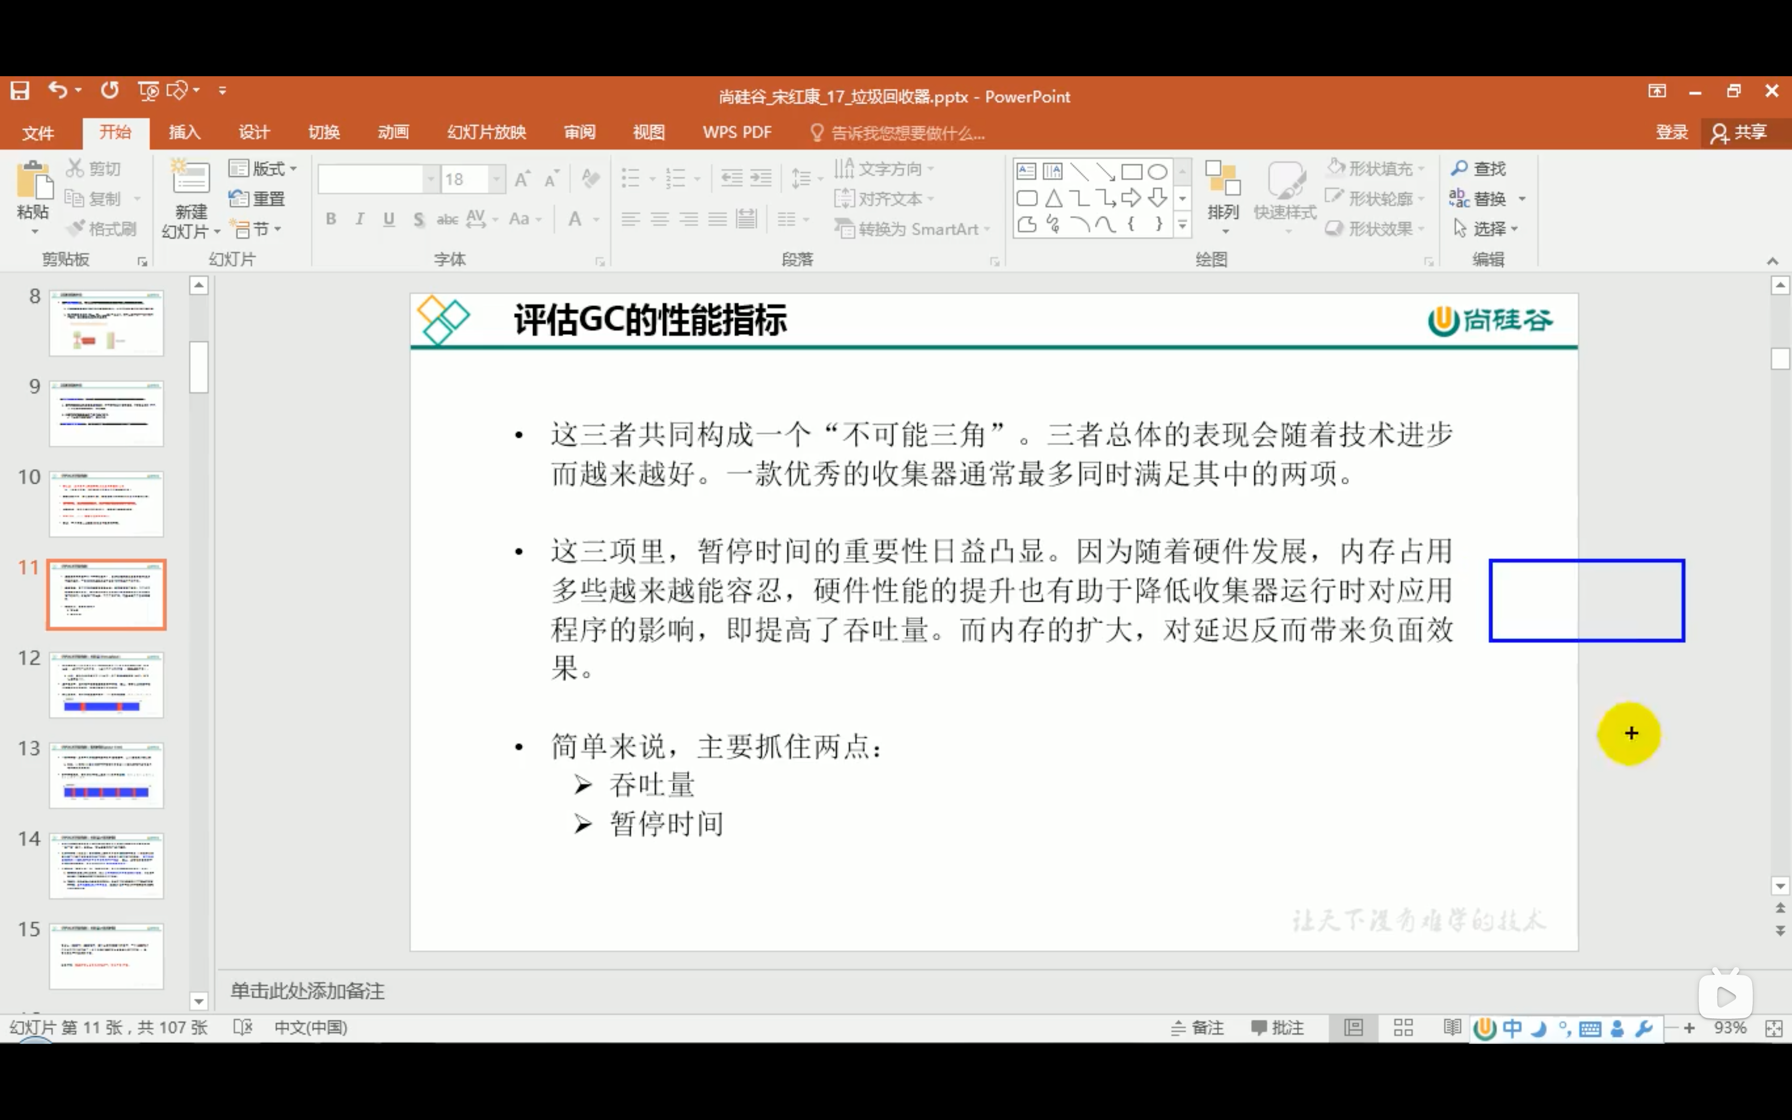 尚硅谷_宋红康_17_垃圾回收器.pptx - PowerPoint
文件 开始 插入 设计 切换 动画 幻灯片放映 审阅 视图 WPS PDF 告诉我您想要做什么... 登录 共享
粘贴 剪切 复制 格式刷 剪贴板
新建幻灯片 版式 重置 节 幻灯片
18
B I U S abc AV Aa A 字体
文字方向 对齐文本 转换为 SmartArt 段落
排列 快速样式 形状填充 形状轮廓 形状效果 绘图
查找 替换 选择 编辑
8
9
10
11
12
13
14
15
评估GC的性能指标
尚硅谷
• 这三者共同构成一个“不可能三角”。三者总体的表现会随着技术进步
而越来越好。一款优秀的收集器通常最多同时满足其中的两项。
• 这三项里，暂停时间的重要性日益凸显。因为随着硬件发展，内存占用
多些越来越能容忍，硬件性能的提升也有助于降低收集器运行时对应用
程序的影响，即提高了吞吐量。而内存的扩大，对延迟反而带来负面效
果。
• 简单来说，主要抓住两点：
➢ 吞吐量
➢ 暂停时间
让天下没有难学的技术
单击此处添加备注
幻灯片 第 11 张，共 107 张 中文(中国) 备注 批注 中 93%